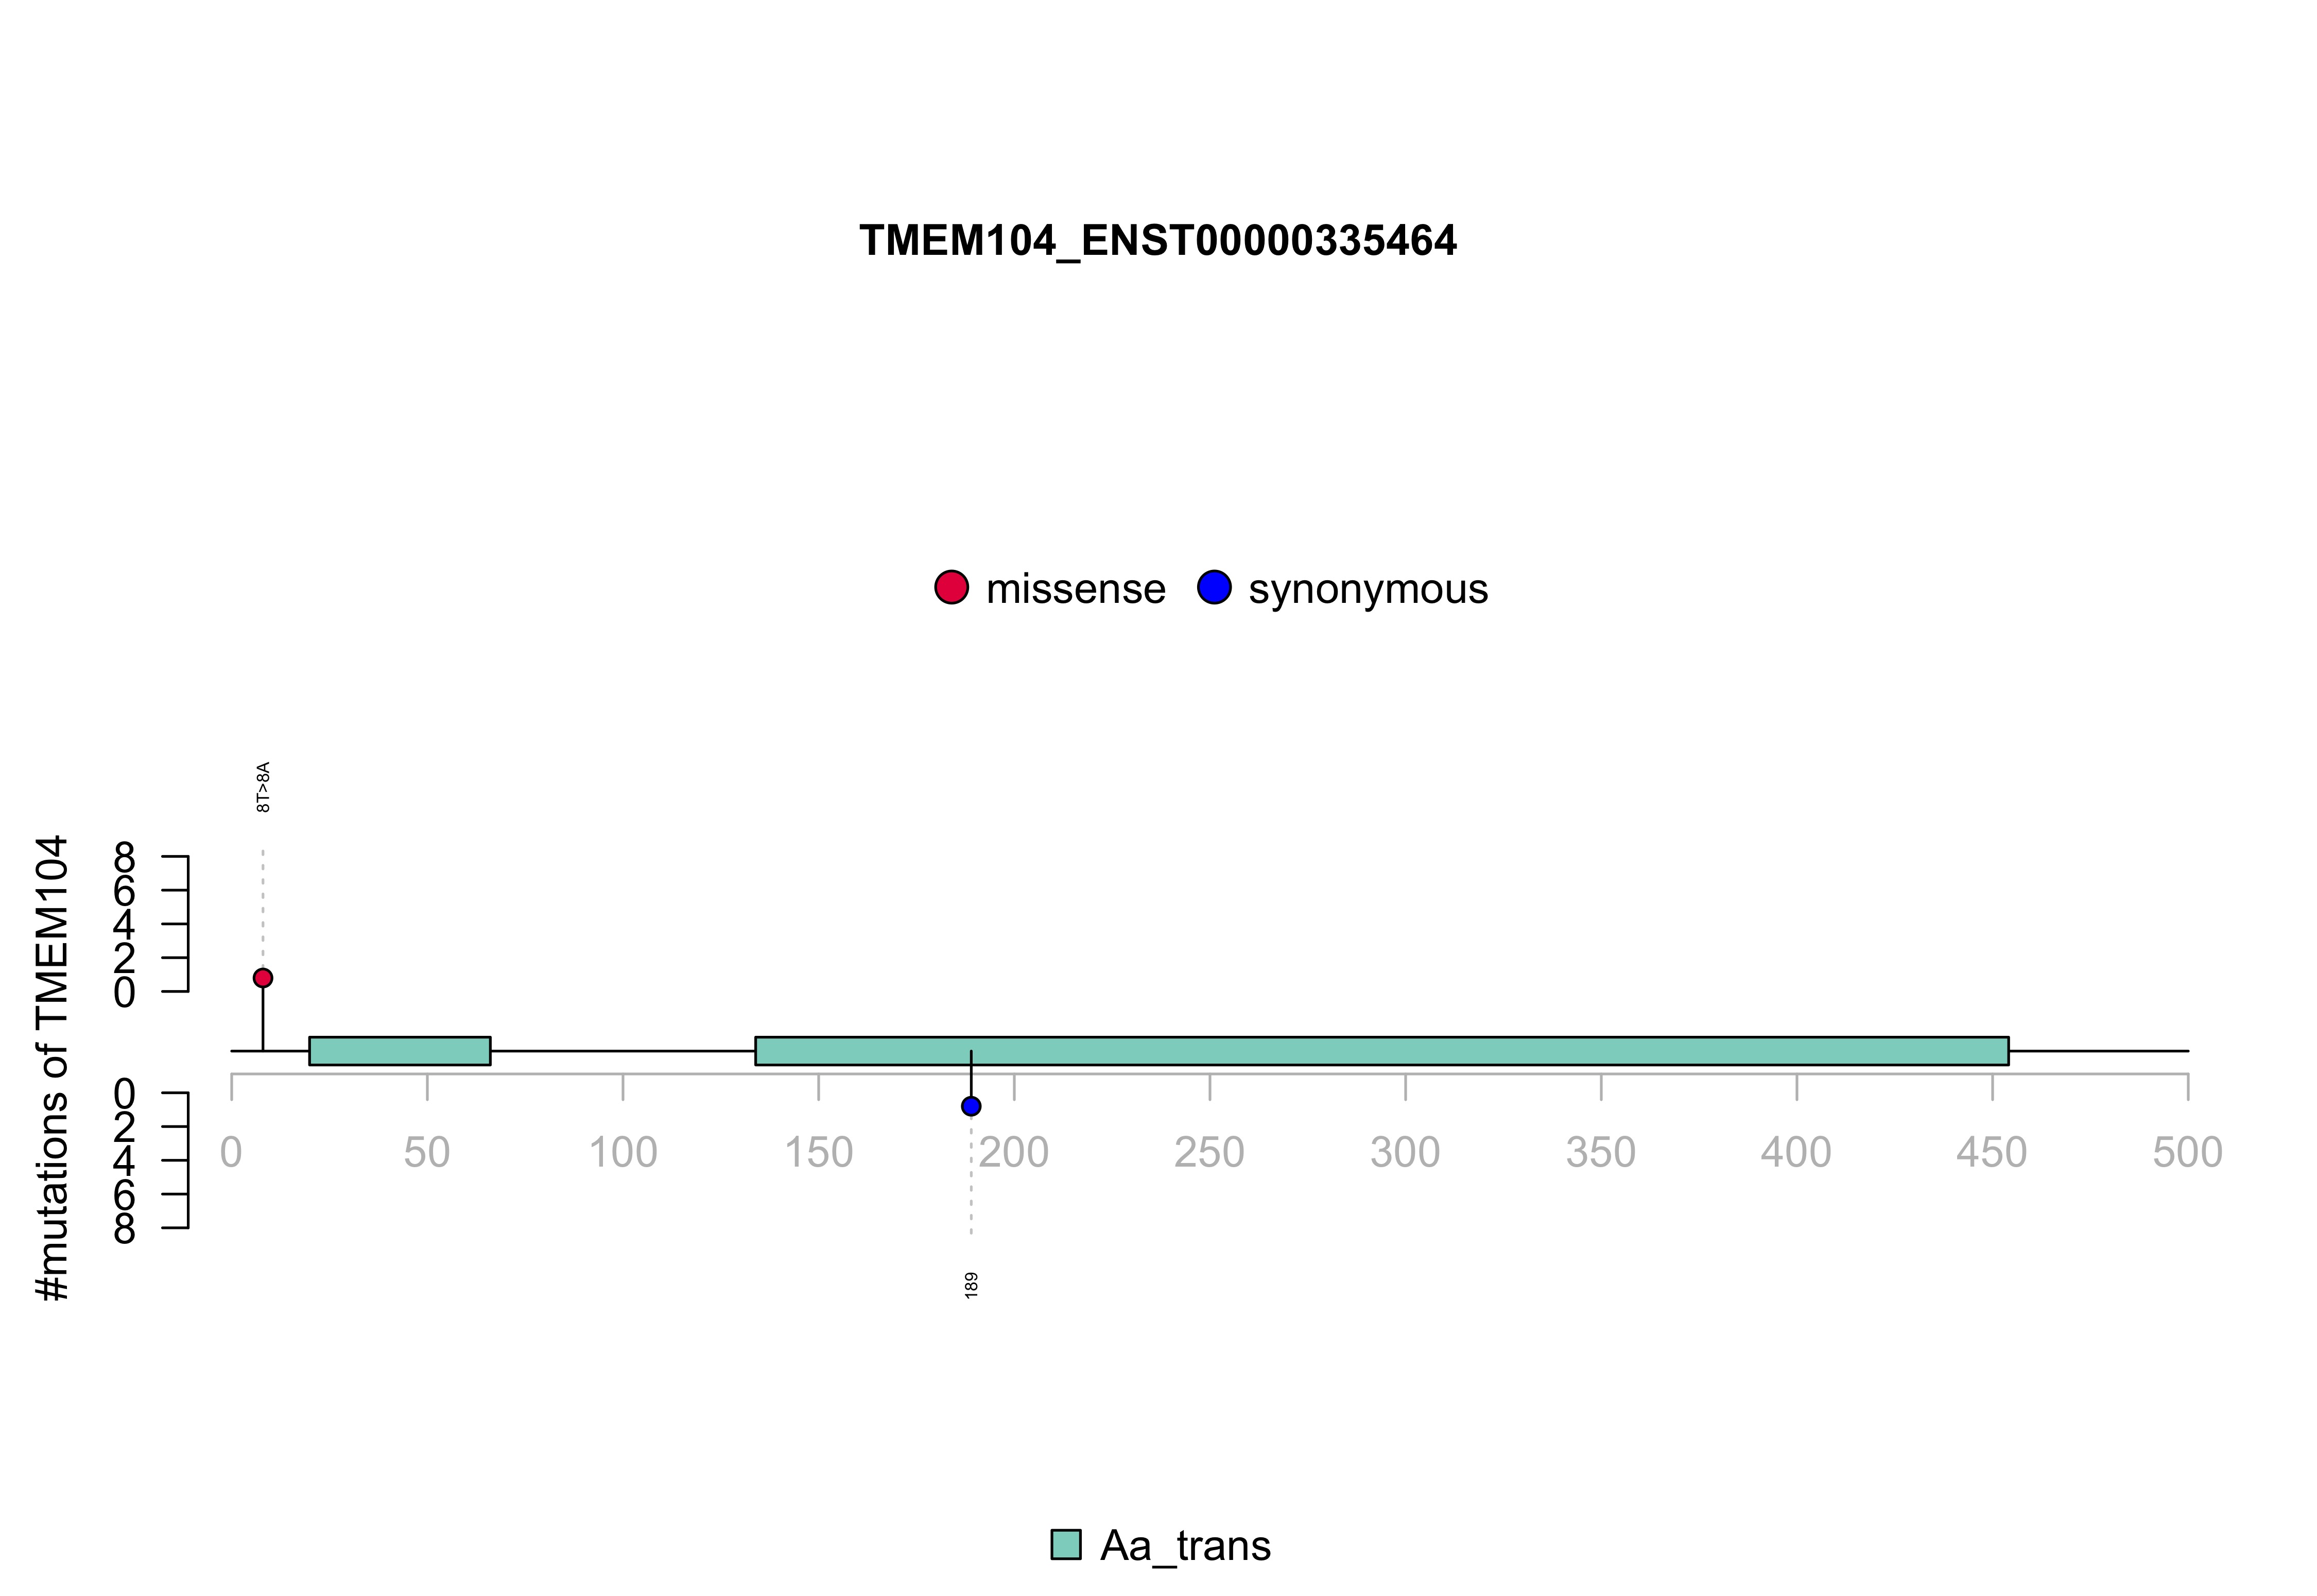 TMEM104_ENST00000335464
missense synonymous
8T>8A
#mutations of TMEM104
8
6
4
2
0
0
2
4
6
8
0 50 100 150 200 250 300 350 400 450 500
189
Aa_trans